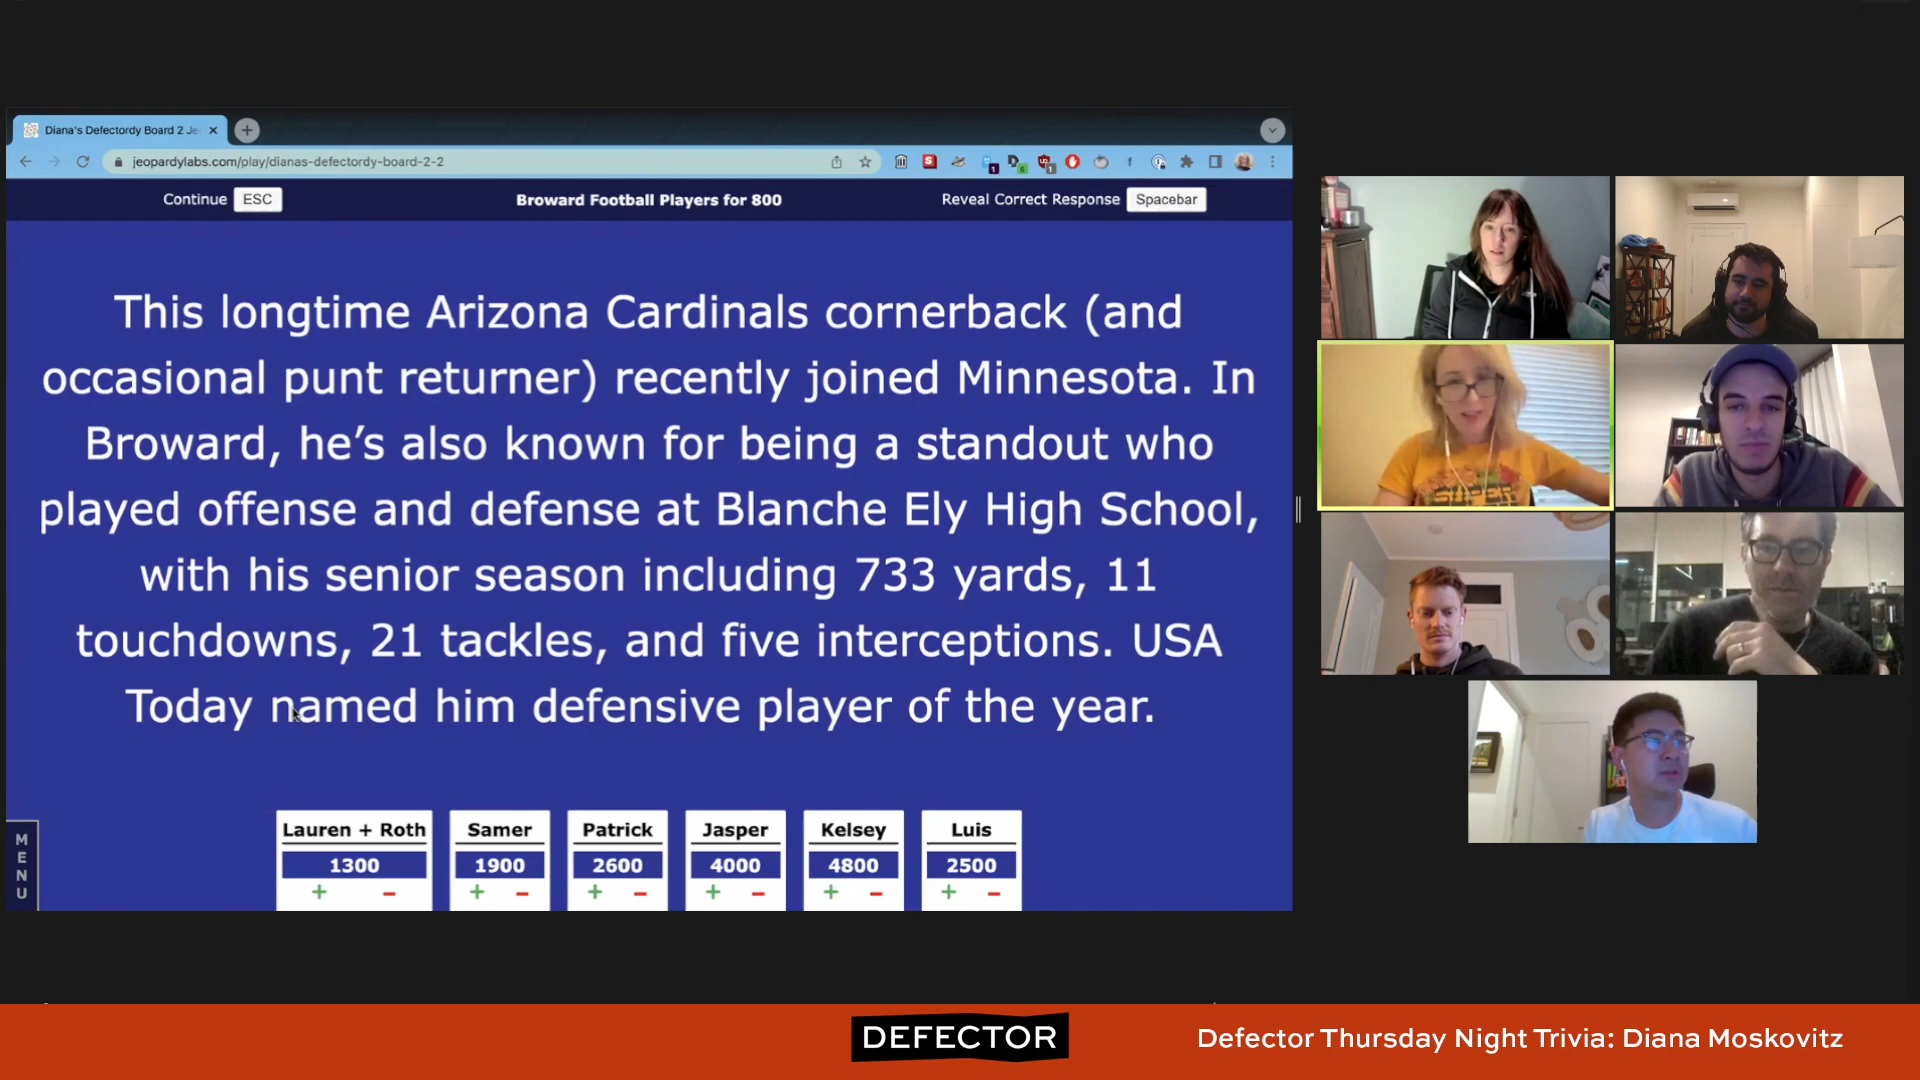 Diana's Defectordy Board 2 Je
jeopardylabs.com/play/dianas-defectordy-board-2-2
Continue ESC
Broward Football Players for 800
Reveal Correct Response Spacebar
This longtime Arizona Cardinals cornerback (and
occasional punt returner) recently joined Minnesota. In
Broward, he’s also known for being a standout who
played offense and defense at Blanche Ely High School,
with his senior season including 733 yards, 11
touchdowns, 21 tackles, and five interceptions. USA
Today named him defensive player of the year.
MENU
Lauren + Roth Samer Patrick Jasper Kelsey Luis
1300 1900 2600 4000 4800 2500
+ − + − + − + − + − + −
SUPER
DEFECTOR
Defector Thursday Night Trivia: Diana Moskovitz